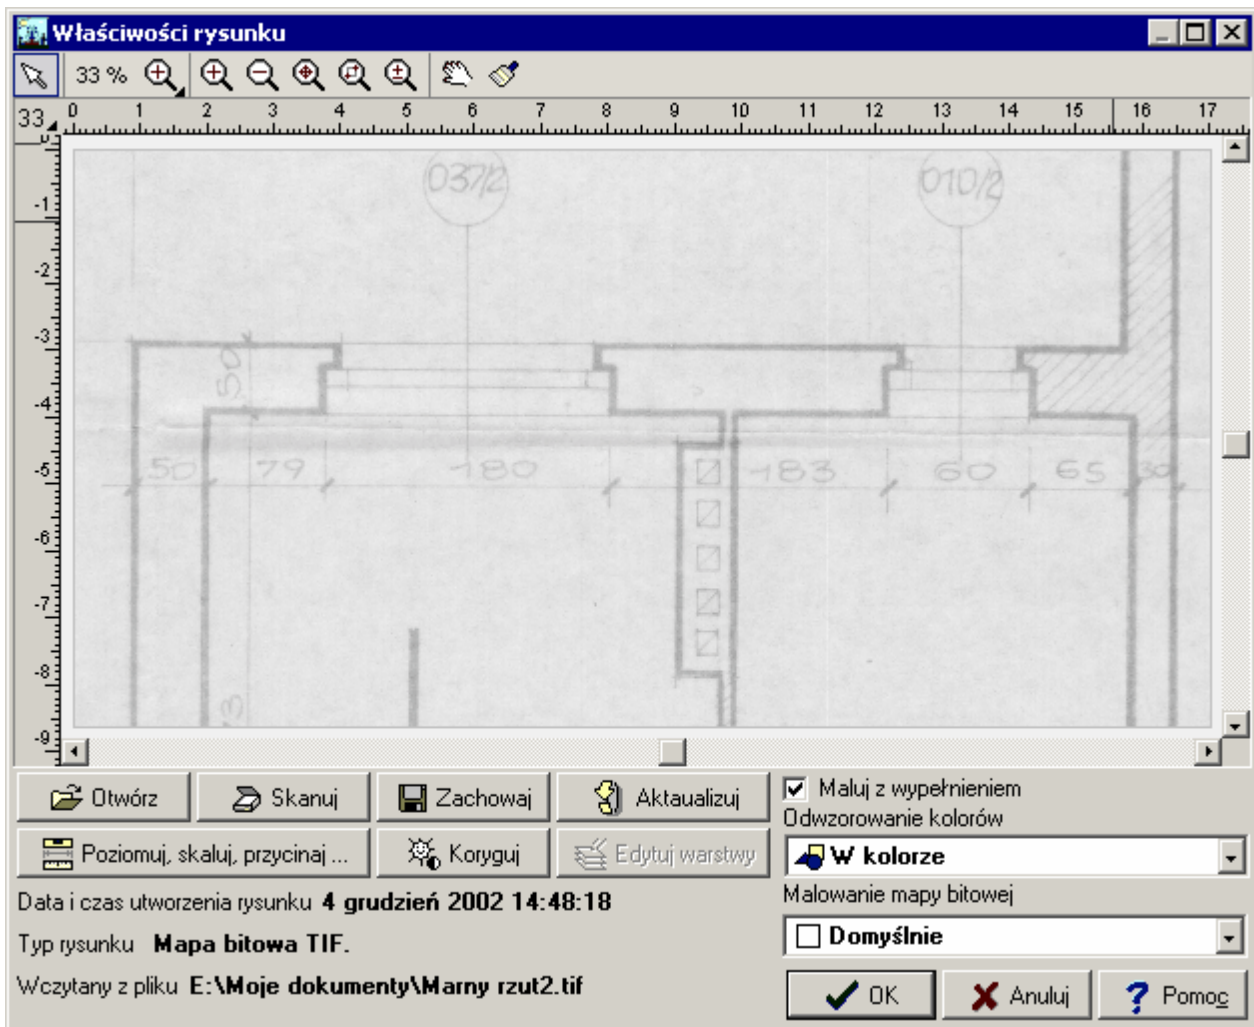 Właściwości rysunku
33 %
33
0 1 2 3 4 5 6 7 8 9 10 11 12 13 14 15 16 17
0
-1
-2
-3
-4
-5
-6
-7
-8
-9
037/2
010/2
50
50 79 180 183 60 65 30
Otwórz
Skanuj
Zachowaj
Aktaualizuj
Maluj z wypełnieniem
Odwzorowanie kolorów
Poziomuj, skaluj, przycinaj ...
Koryguj
Edytuj warstwy
W kolorze
Data i czas utworzenia rysunku 4 grudzień 2002 14:48:18
Malowanie mapy bitowej
Typ rysunku Mapa bitowa TIF.
Domyślnie
Wczytany z pliku E:\Moje dokumenty\Marny rzut2.tif
OK
Anuluj
Pomoc